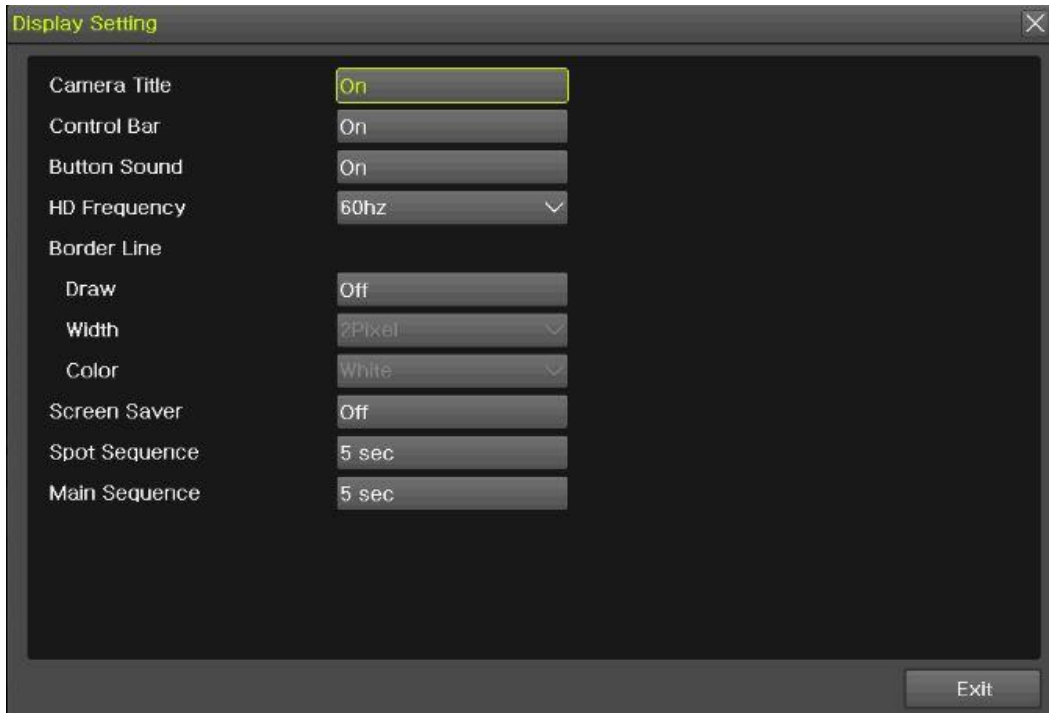 Display Setting
Camera Title On
Control Bar On
Button Sound On
HD Frequency 60hz
Border Line
Draw Off
Width 2Pixel
Color White
Screen Saver Off
Spot Sequence 5 sec
Main Sequence 5 sec
Exit